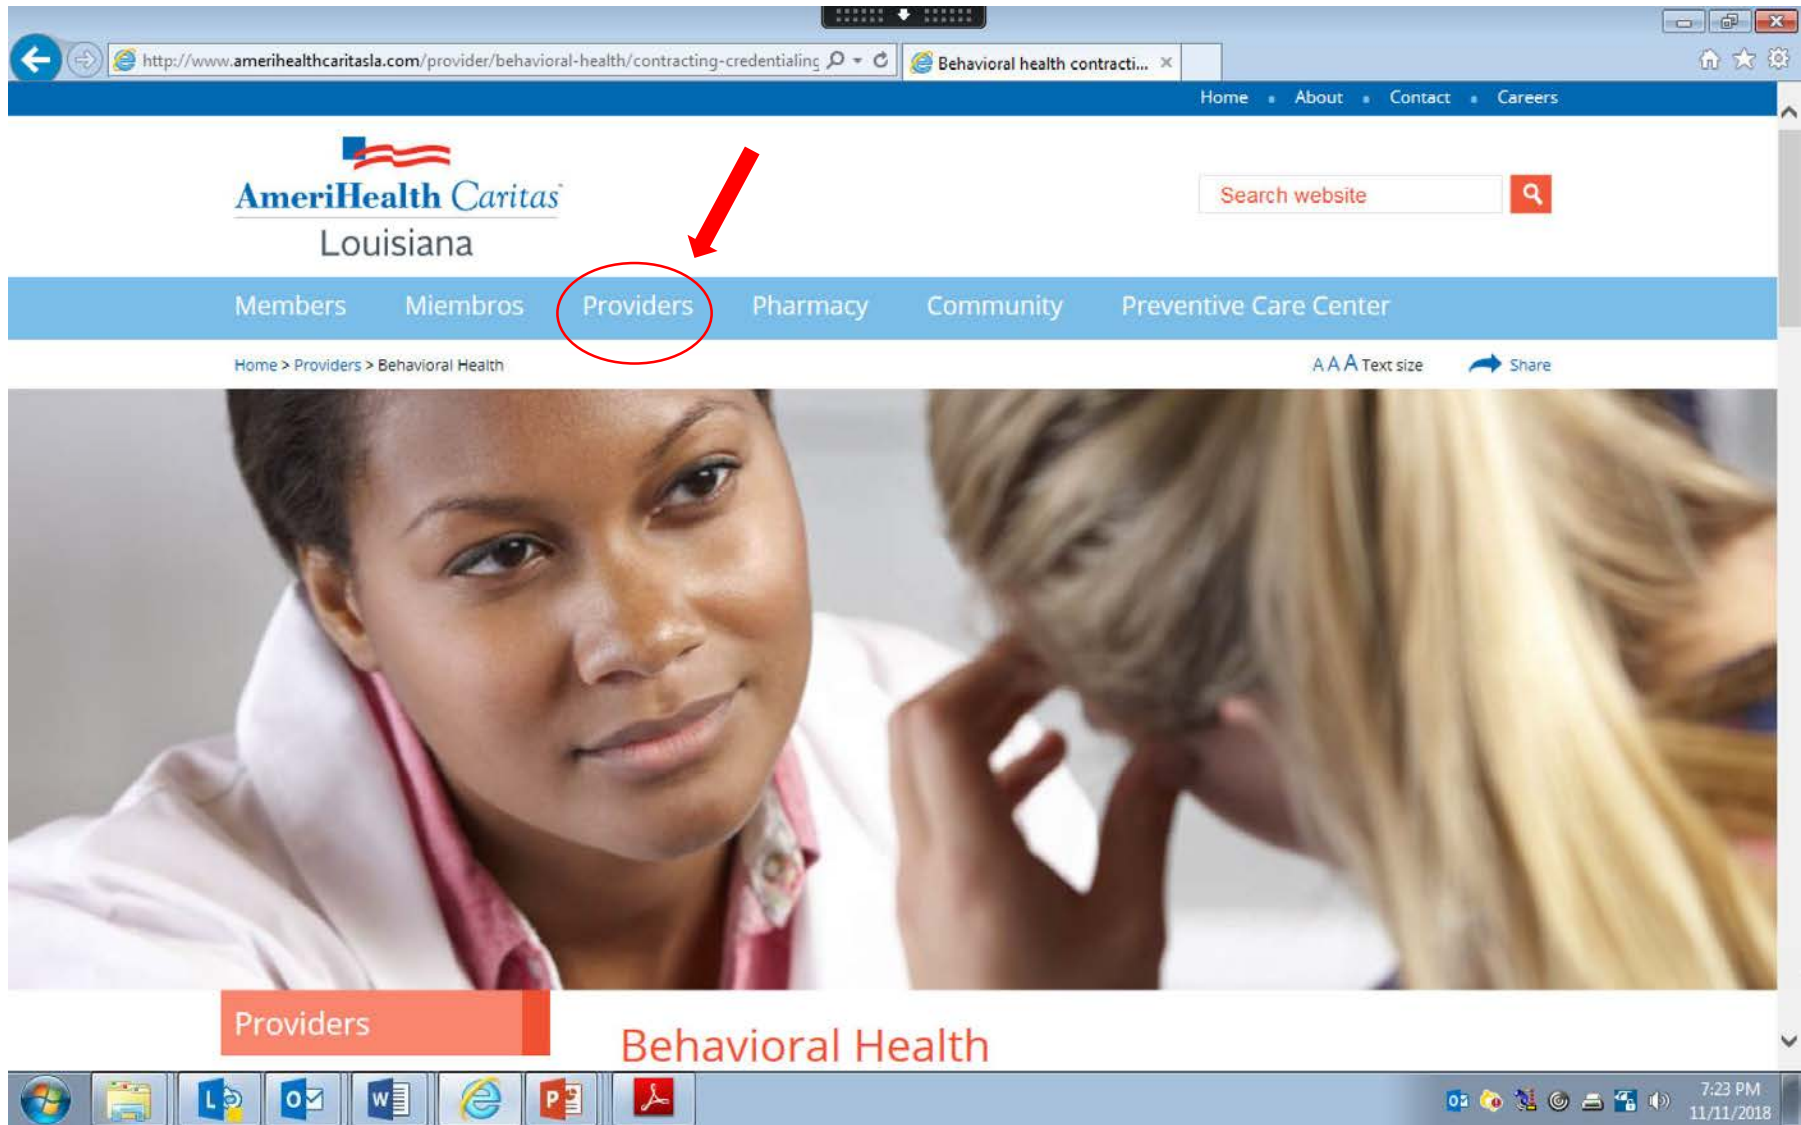 http://www.amerihealthcaritasla.com/provider/behavioral-health/contracting-credentialing
Behavioral health contracti...
Home About Contact Careers
AmeriHealth Caritas
Louisiana
Search website
Members Miembros Providers Pharmacy Community Preventive Care Center
Home > Providers > Behavioral Health
A A A Text size
Share
Providers
Behavioral Health
7:23 PM
11/11/2018